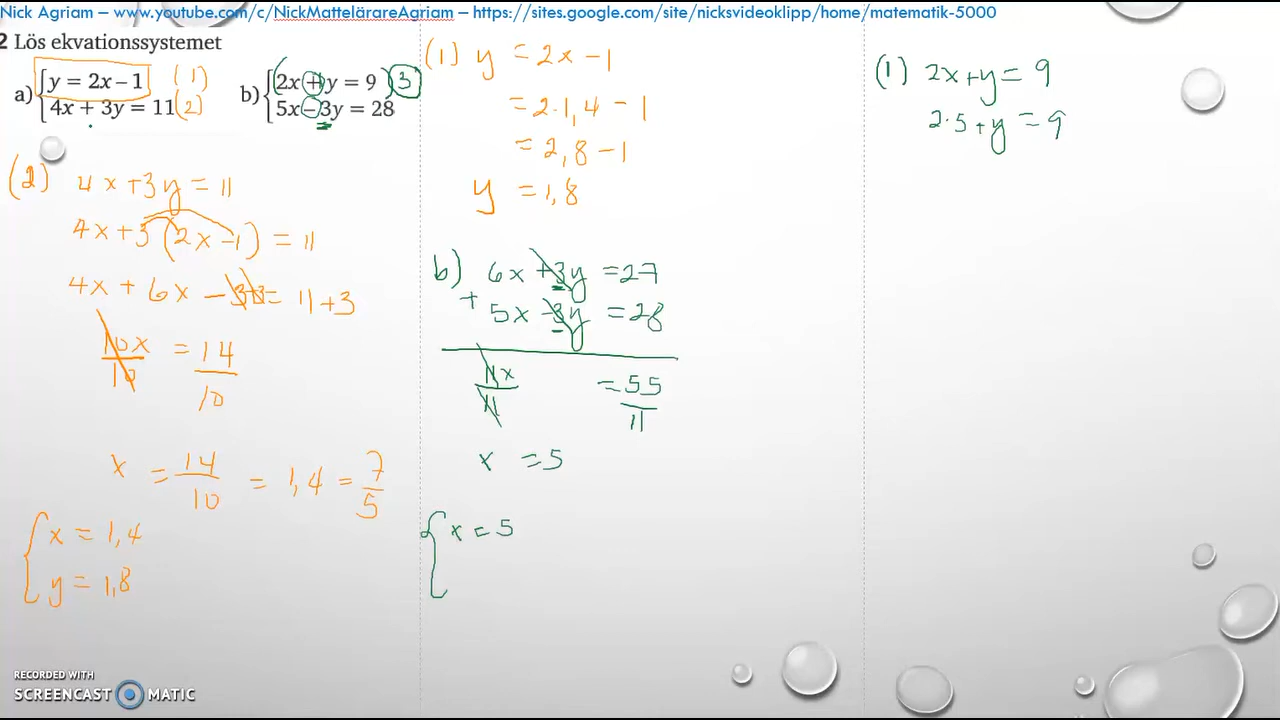 Nick Agriam – www.youtube.com/c/NickMattelärareAgriam – https://sites.google.com/site/nicksvideoklipp/home/matematik-5000
2 Lös ekvationssystemet
a) { y = 2x – 1 (1)
4x + 3y = 11 (2)
b) { (2x + y = 9) 3
5x – 3y = 28
(2) 4x + 3y = 11
4x + 3(2x – 1) = 11
4x + 6x – 3 + 3 = 11 + 3
10x/10 = 14/10
x = 14/10 = 1,4 = 7/5
{ x = 1,4
y = 1,8
(1) y = 2x – 1
= 2·1,4 – 1
= 2,8 – 1
y = 1,8
b) 6x + 3y = 27
+ 5x – 3y = 28
11x/11 = 55/11
x = 5
{ x = 5
(1) 2x + y = 9
2·5 + y = 9
RECORDED WITH
SCREENCAST MATIC